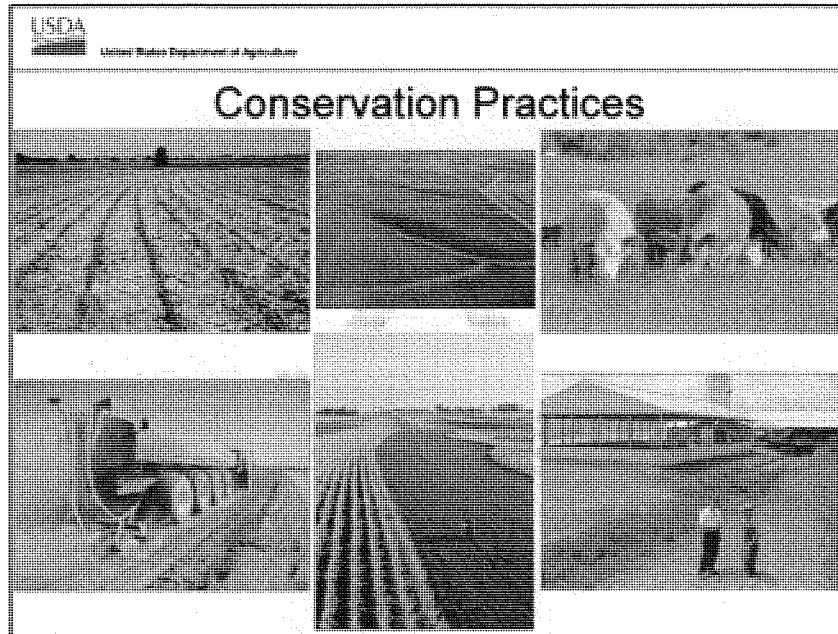 USDA
United States Department of Agriculture
Conservation Practices